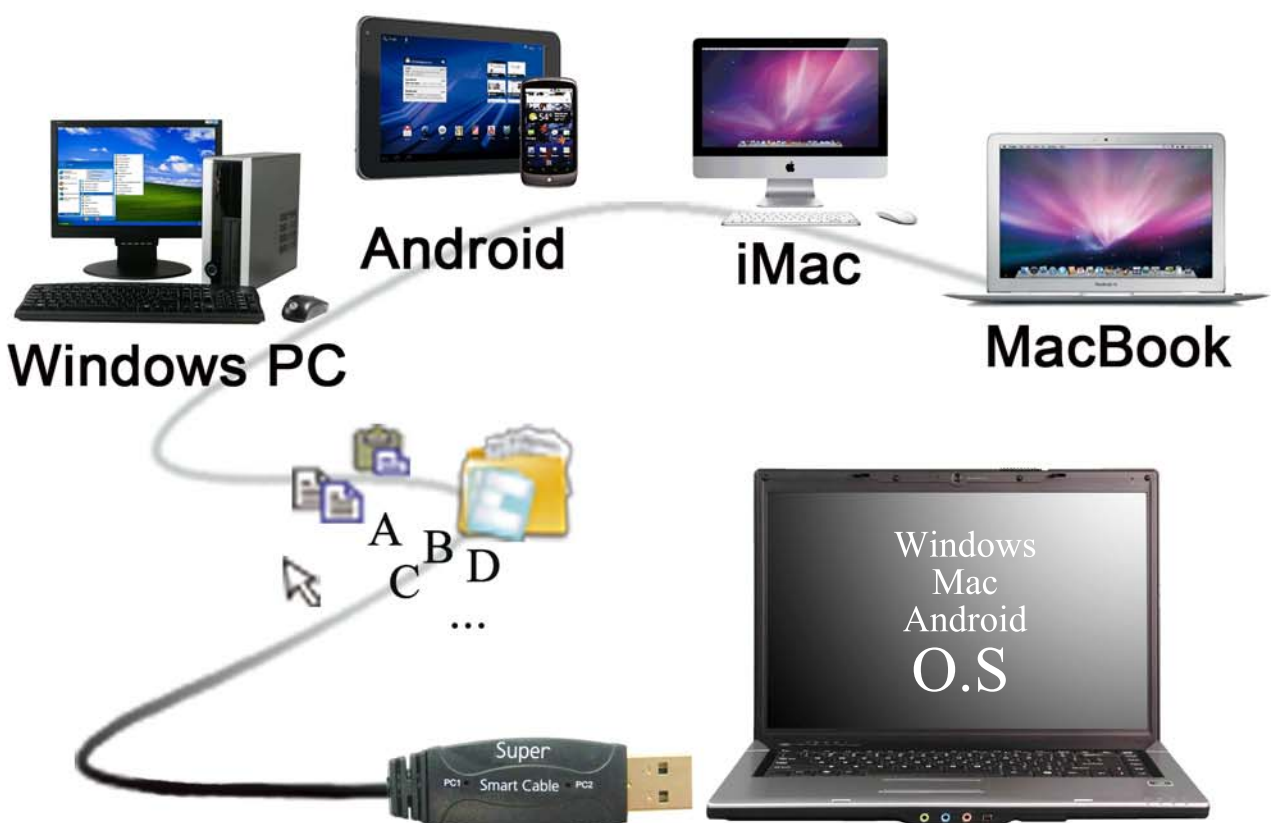 Android
iMac
MacBook
Windows PC
A
B
C
D
...
Windows
Mac
Android
O.S
Super
PC1 Smart Cable PC2